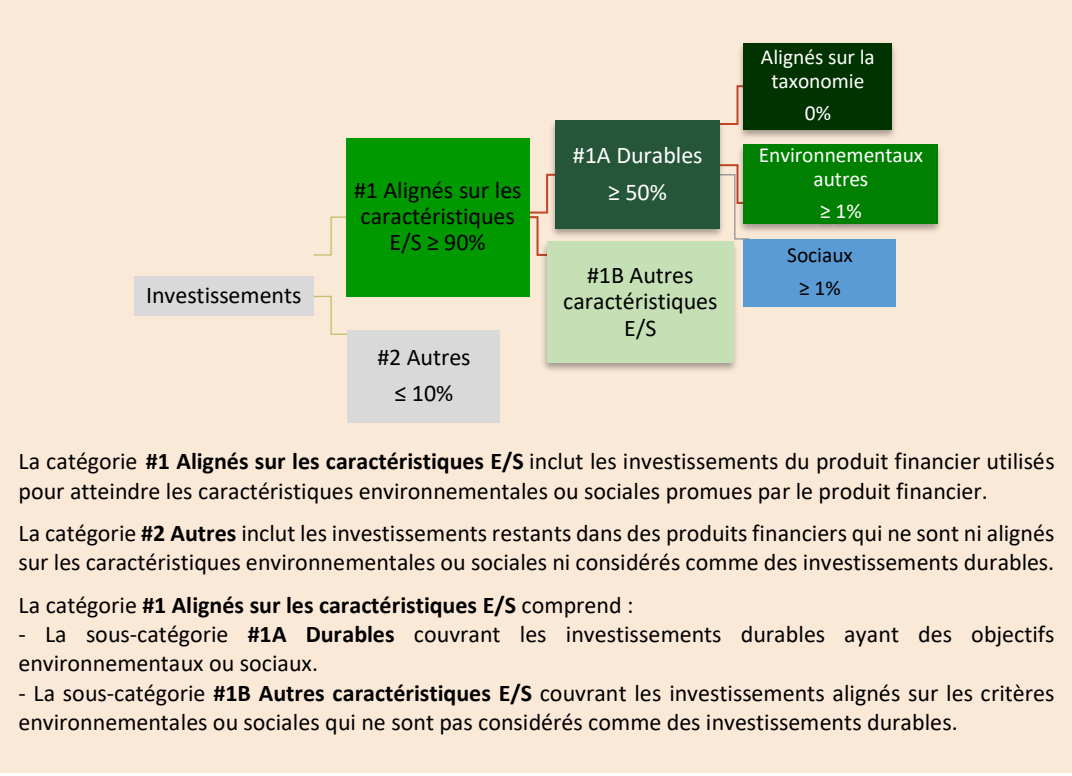 Investissements
#1 Alignés sur les
caractéristiques
E/S ≥ 90%
#2 Autres
≤ 10%
#1A Durables
≥ 50%
#1B Autres
caractéristiques
E/S
Alignés sur la
taxonomie
0%
Environnementaux
autres
≥ 1%
Sociaux
≥ 1%
La catégorie #1 Alignés sur les caractéristiques E/S inclut les investissements du produit financier utilisés
pour atteindre les caractéristiques environnementales ou sociales promues par le produit financier.
La catégorie #2 Autres inclut les investissements restants dans des produits financiers qui ne sont ni alignés
sur les caractéristiques environnementales ou sociales ni considérés comme des investissements durables.
La catégorie #1 Alignés sur les caractéristiques E/S comprend :
- La sous-catégorie #1A Durables couvrant les investissements durables ayant des objectifs
environnementaux ou sociaux.
- La sous-catégorie #1B Autres caractéristiques E/S couvrant les investissements alignés sur les critères
environnementales ou sociales qui ne sont pas considérés comme des investissements durables.